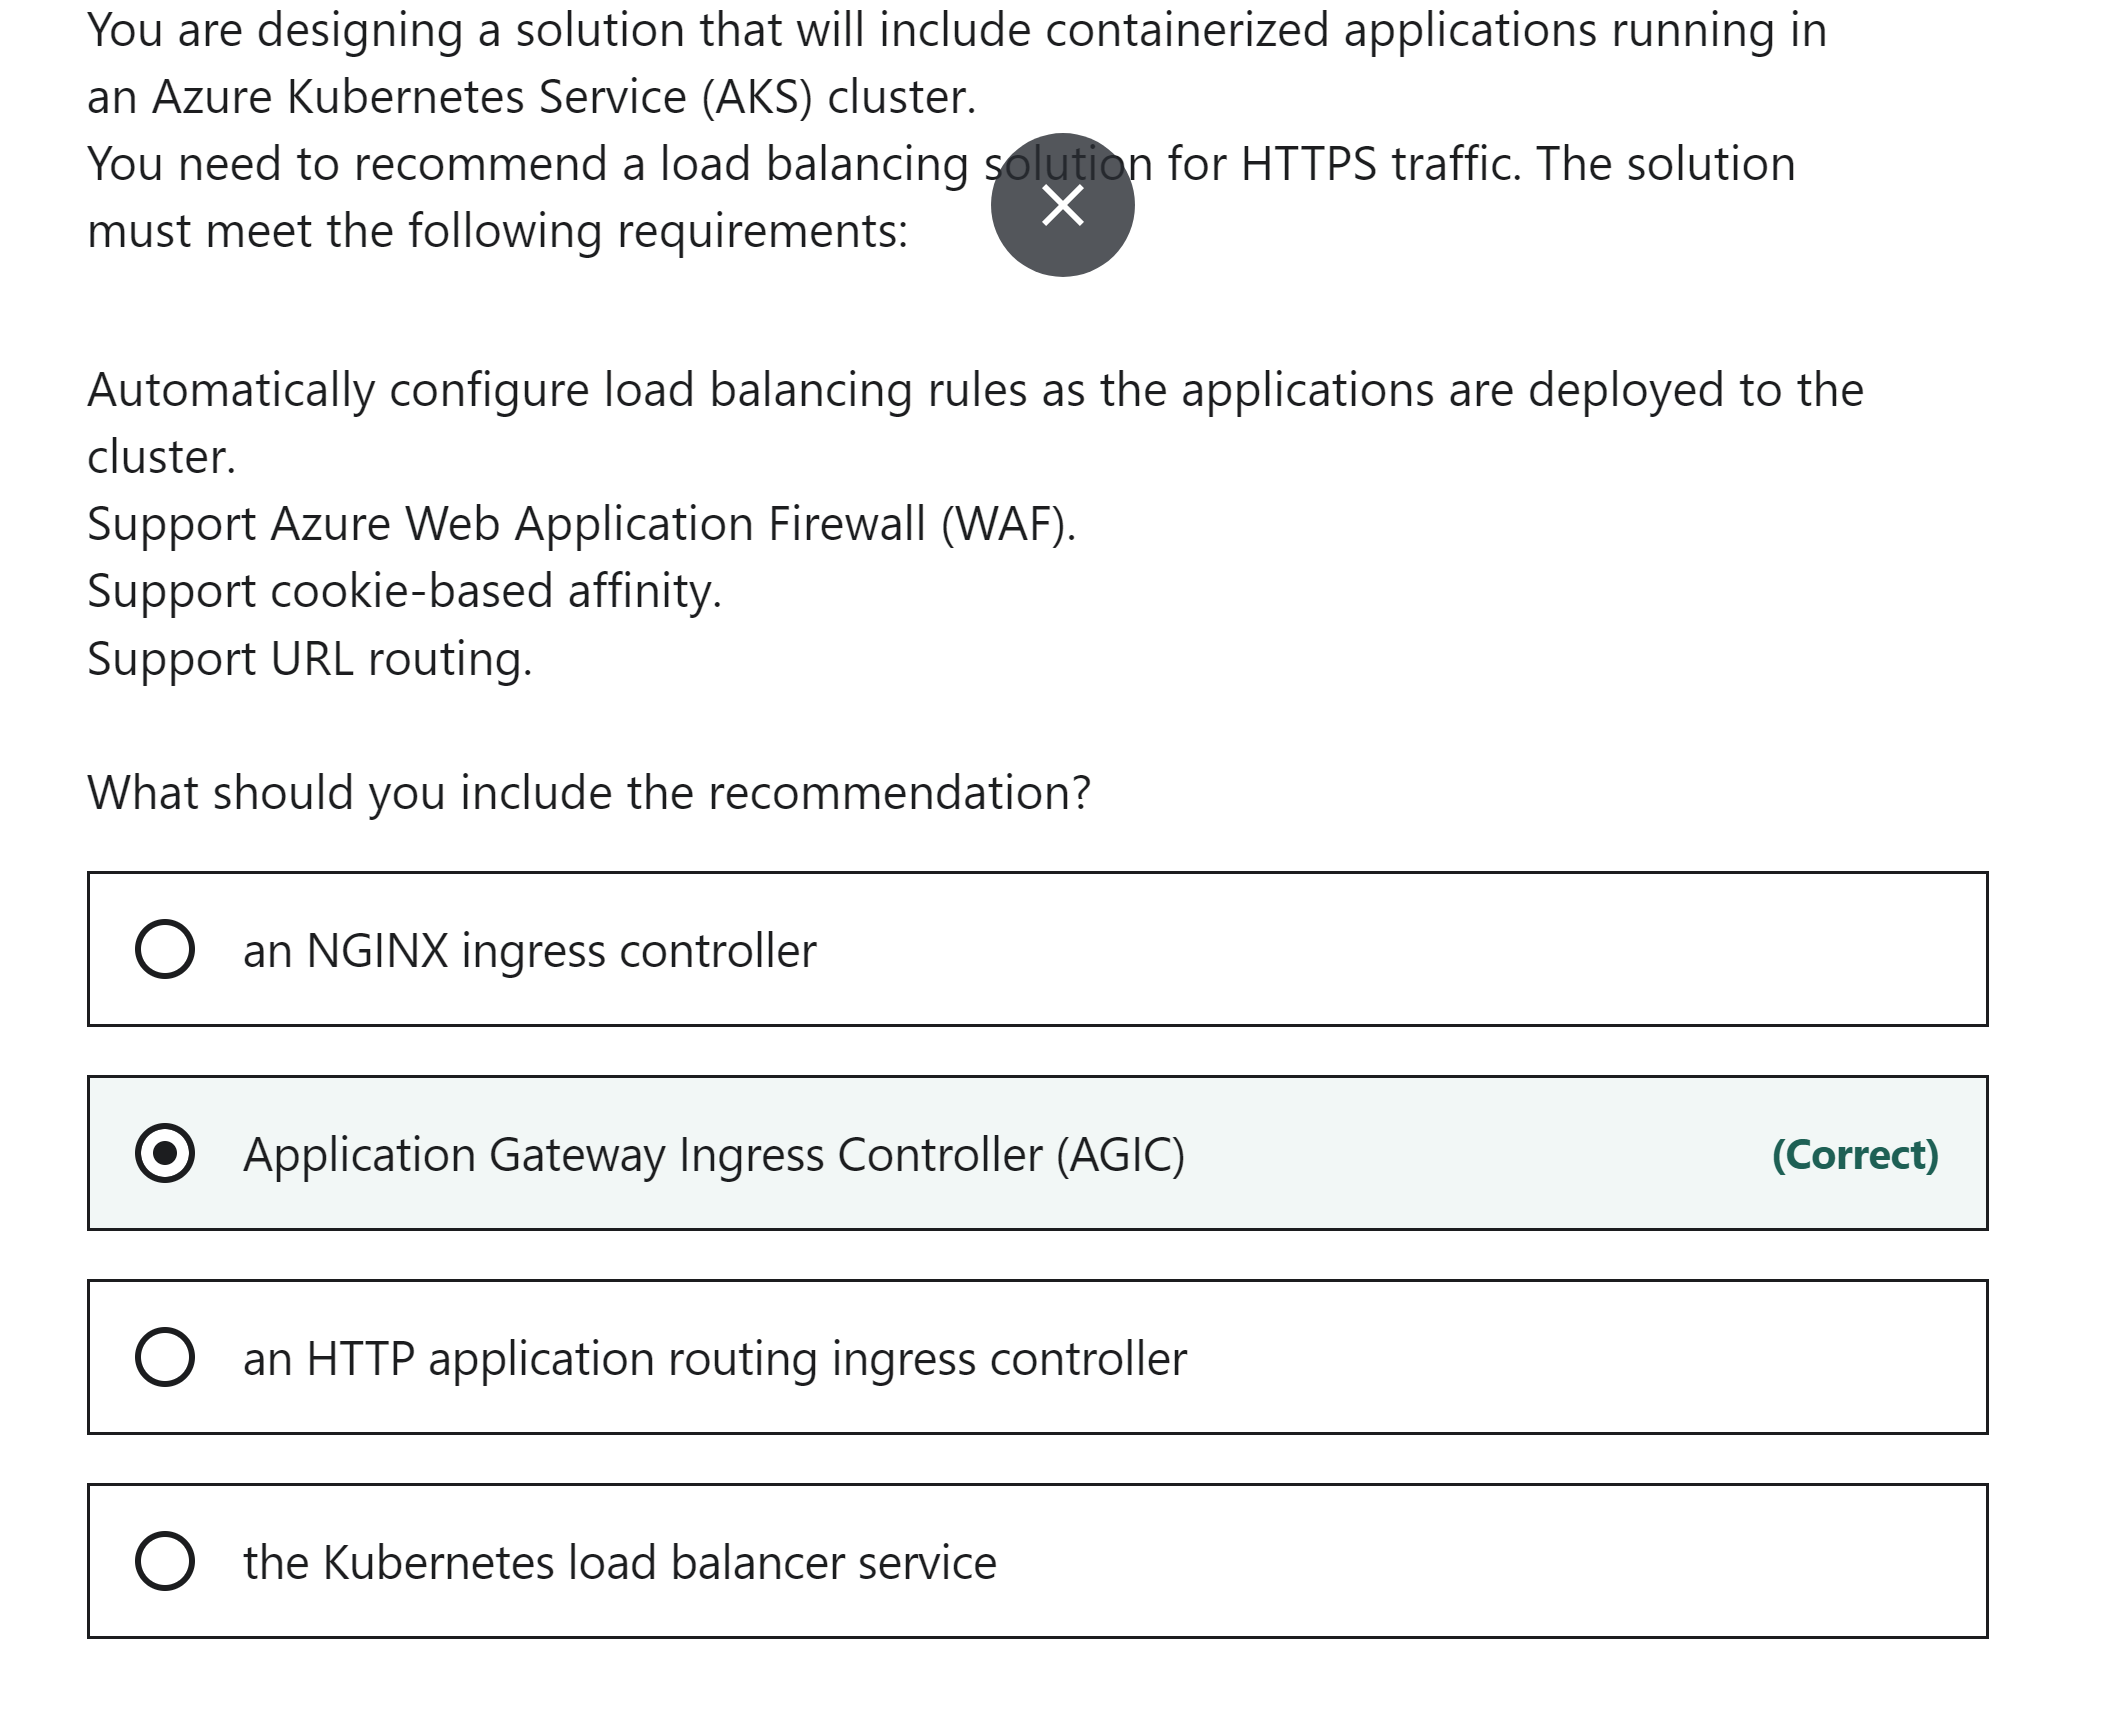 You are designing a solution that will include containerized applications running in
an Azure Kubernetes Service (AKS) cluster.
You need to recommend a load balancing solution for HTTPS traffic. The solution
must meet the following requirements:
Automatically configure load balancing rules as the applications are deployed to the
cluster.
Support Azure Web Application Firewall (WAF).
Support cookie-based affinity.
Support URL routing.
What should you include the recommendation?
an NGINX ingress controller
Application Gateway Ingress Controller (AGIC) (Correct)
an HTTP application routing ingress controller
the Kubernetes load balancer service